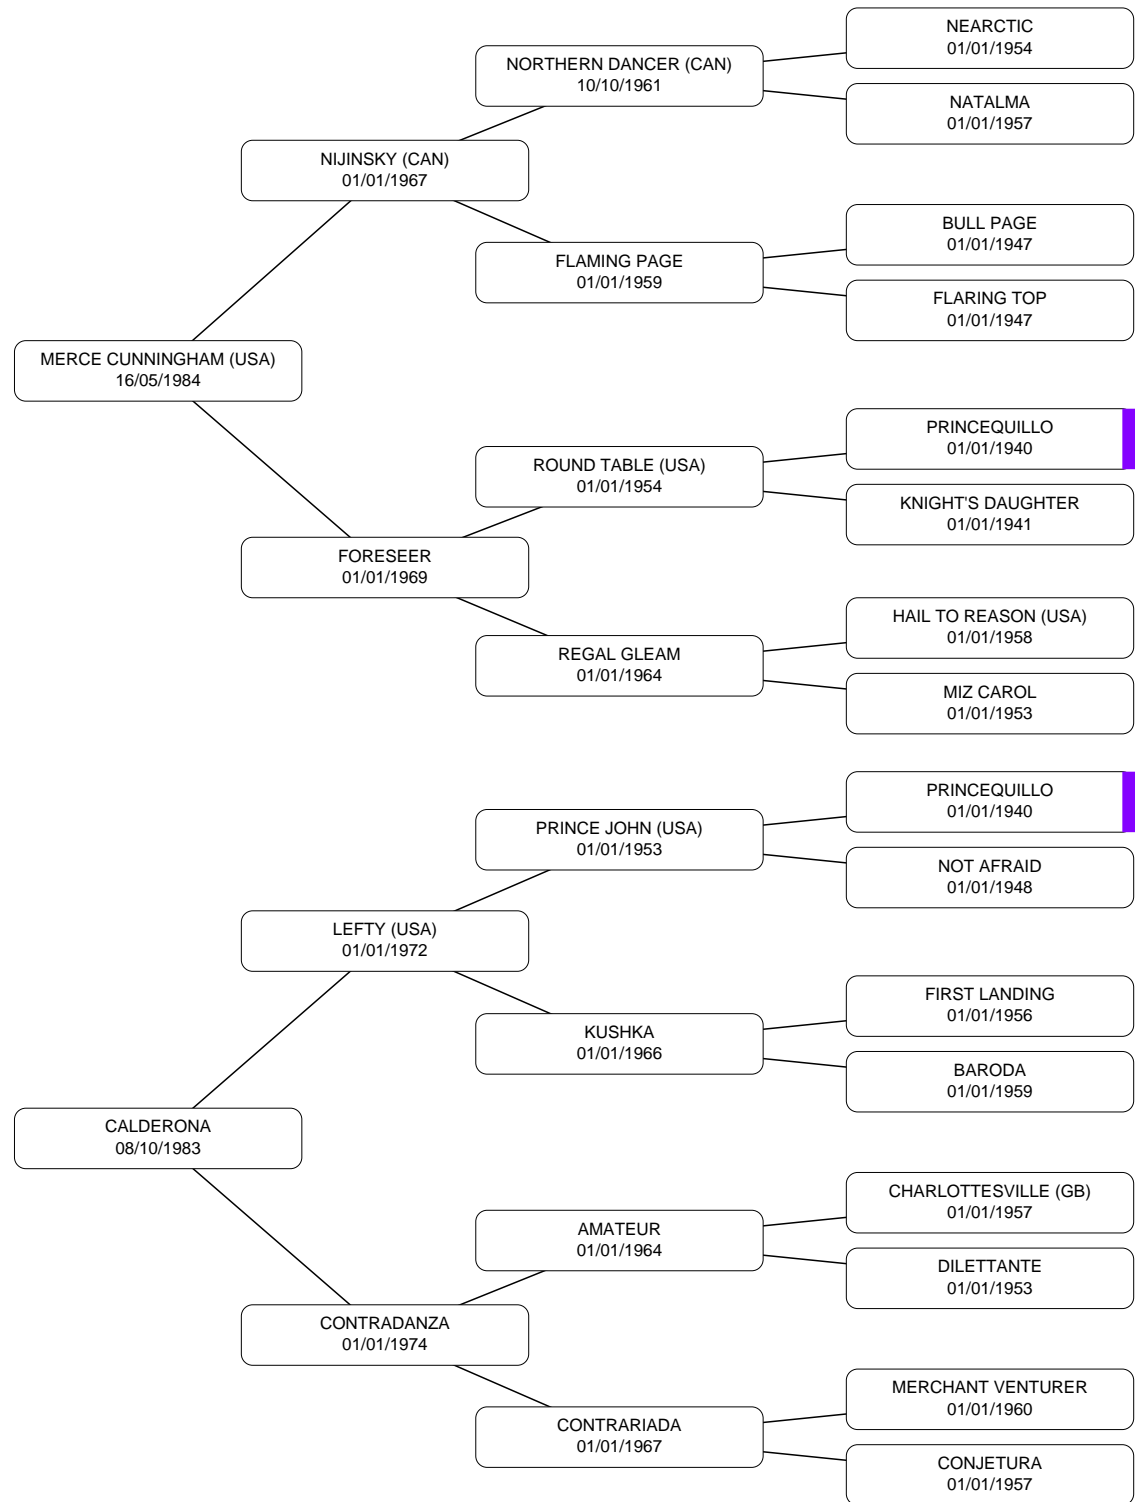 NEARCTIC
01/01/1954
NORTHERN DANCER (CAN)
10/10/1961
NATALMA
01/01/1957
NIJINSKY (CAN)
01/01/1967
BULL PAGE
01/01/1947
FLAMING PAGE
01/01/1959
FLARING TOP
01/01/1947
MERCE CUNNINGHAM (USA)
16/05/1984
PRINCEQUILLO
01/01/1940
ROUND TABLE (USA)
01/01/1954
KNIGHT'S DAUGHTER
01/01/1941
FORESEER
01/01/1969
HAIL TO REASON (USA)
01/01/1958
REGAL GLEAM
01/01/1964
MIZ CAROL
01/01/1953
PRINCEQUILLO
01/01/1940
PRINCE JOHN (USA)
01/01/1953
NOT AFRAID
01/01/1948
LEFTY (USA)
01/01/1972
FIRST LANDING
01/01/1956
KUSHKA
01/01/1966
BARODA
01/01/1959
CALDERONA
08/10/1983
CHARLOTTESVILLE (GB)
01/01/1957
AMATEUR
01/01/1964
DILETTANTE
01/01/1953
CONTRADANZA
01/01/1974
MERCHANT VENTURER
01/01/1960
CONTRARIADA
01/01/1967
CONJETURA
01/01/1957